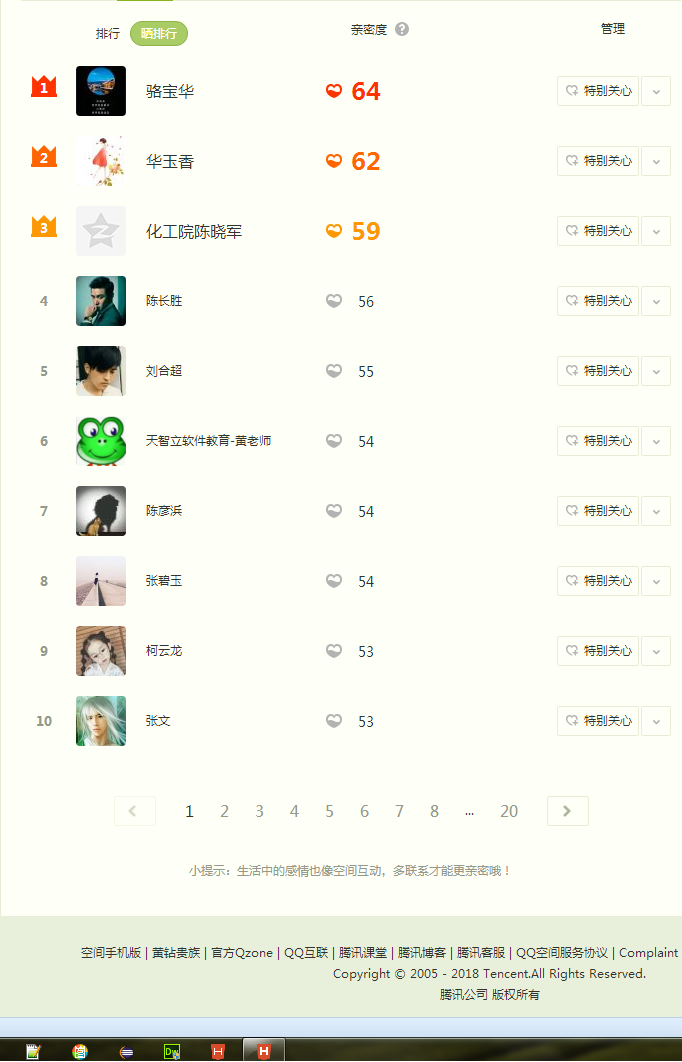 排行 晒排行 亲密度 ? 管理
1 骆宝华 64 特别关心
2 华玉香 62 特别关心
3 化工院陈晓军 59 特别关心
4 陈长胜 56 特别关心
5 刘合超 55 特别关心
6 天智立软件教育-黄老师 54 特别关心
7 陈彦浜 54 特别关心
8 张碧玉 54 特别关心
9 柯云龙 53 特别关心
10 张文 53 特别关心
1 2 3 4 5 6 7 8 ... 20
小提示：生活中的感情也像空间互动，多联系才能更亲密哦！
空间手机版 | 黄钻贵族 | 官方Qzone | QQ互联 | 腾讯课堂 | 腾讯博客 | 腾讯客服 | QQ空间服务协议 | Complaint
Copyright © 2005 - 2018 Tencent.All Rights Reserved.
腾讯公司 版权所有
Dw